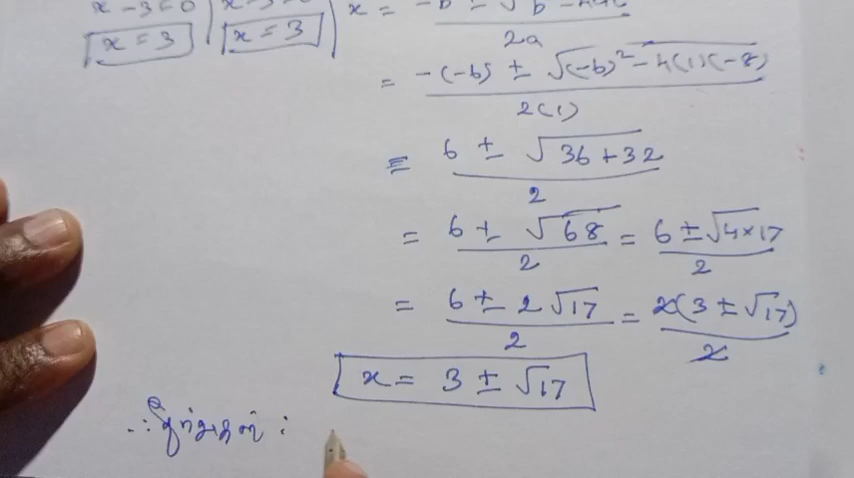 x - 3 = 0 | x - 3 = 0 | x = -b ± √b² - 4ac / 2a
x = 3 | x = 3
= -(-6) ± √(-6)² - 4(1)(-8) / 2(1)
= 6 ± √36 + 32 / 2
= 6 ± √68 / 2 = 6 ± √4×17 / 2
= 6 ± 2√17 / 2 = 2(3 ± √17) / 2
x = 3 ± √17
∴ தீர்வுகள் :